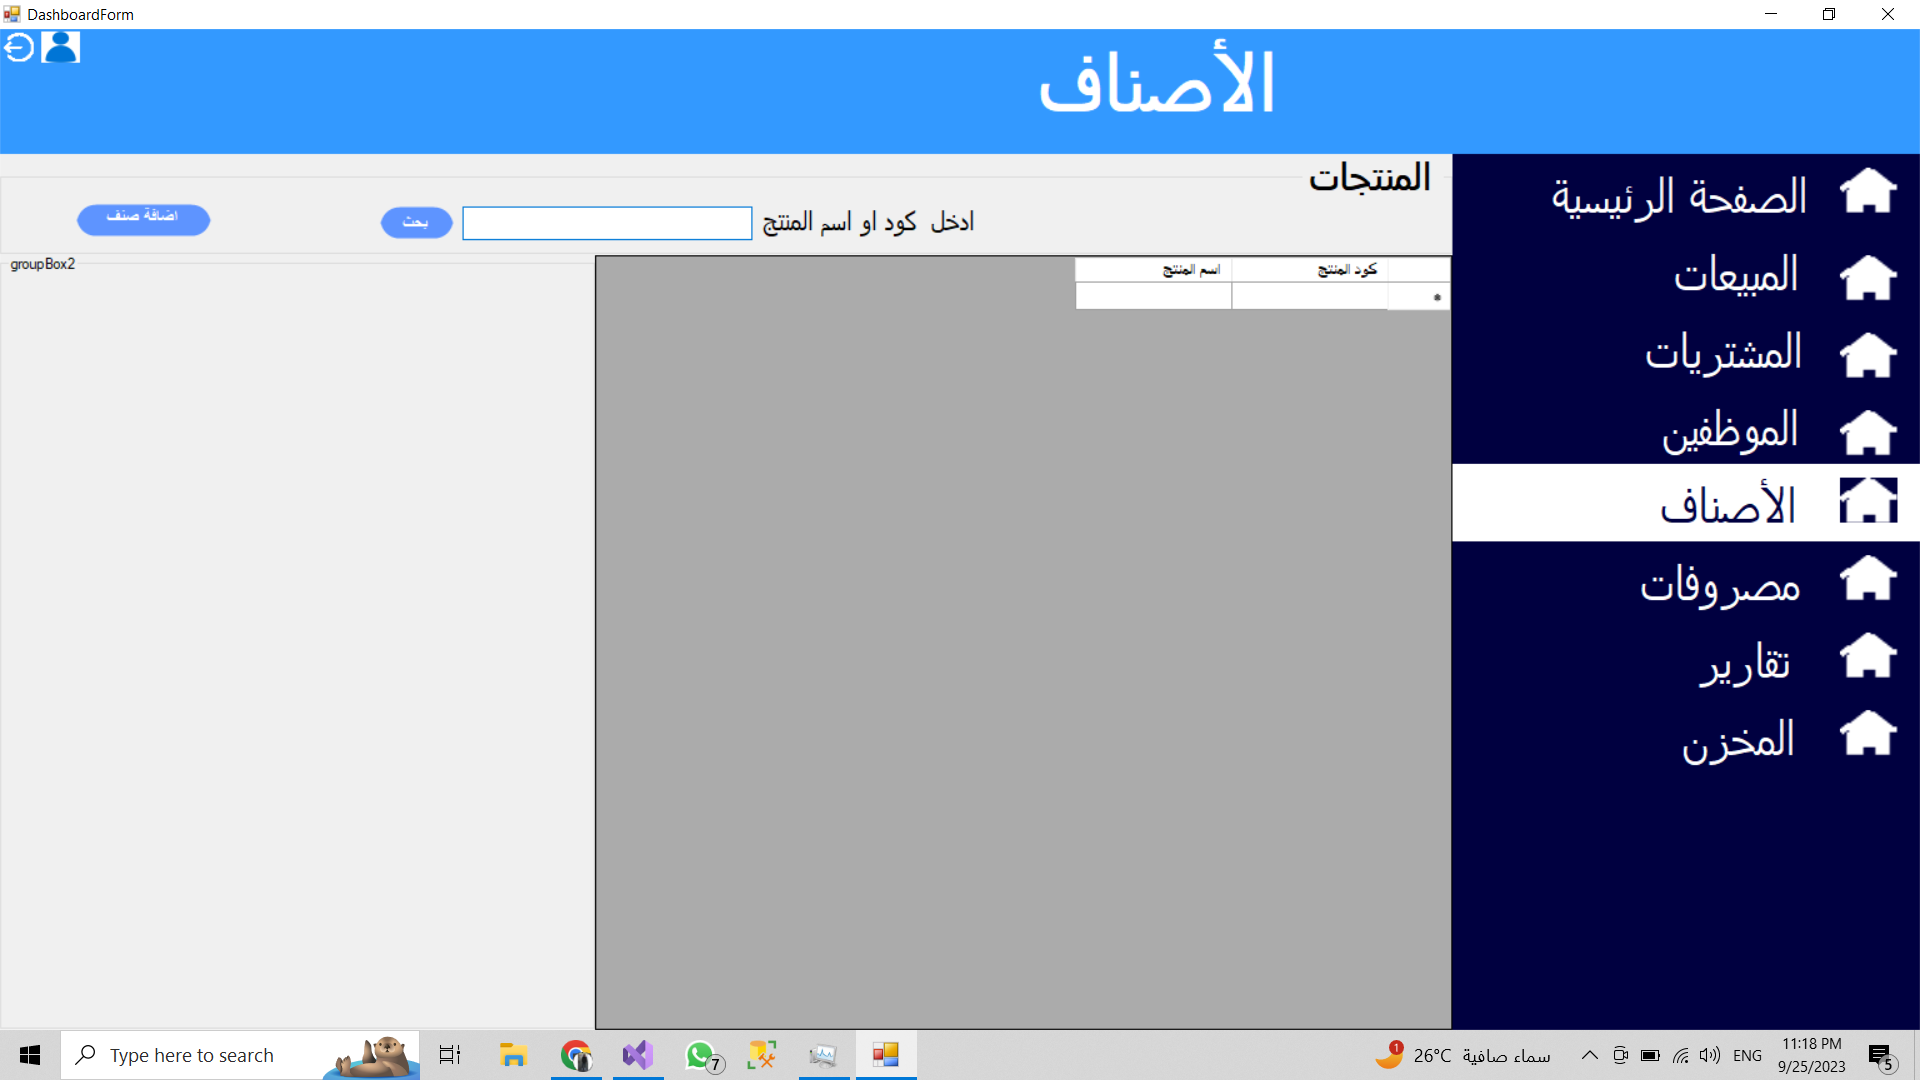 DashboardForm
الأصناف
المنتجات
ادخل كود او اسم المنتج
بحث
اضافة صنف
groupBox2
كود المنتج
اسم المنتج
*
الصفحة الرئيسية
المبيعات
المشتريات
الموظفين
الأصناف
مصروفات
تقارير
المخزن
Type here to search
7
1
26°C سماء صافية
ENG
11:18 PM
9/25/2023
5